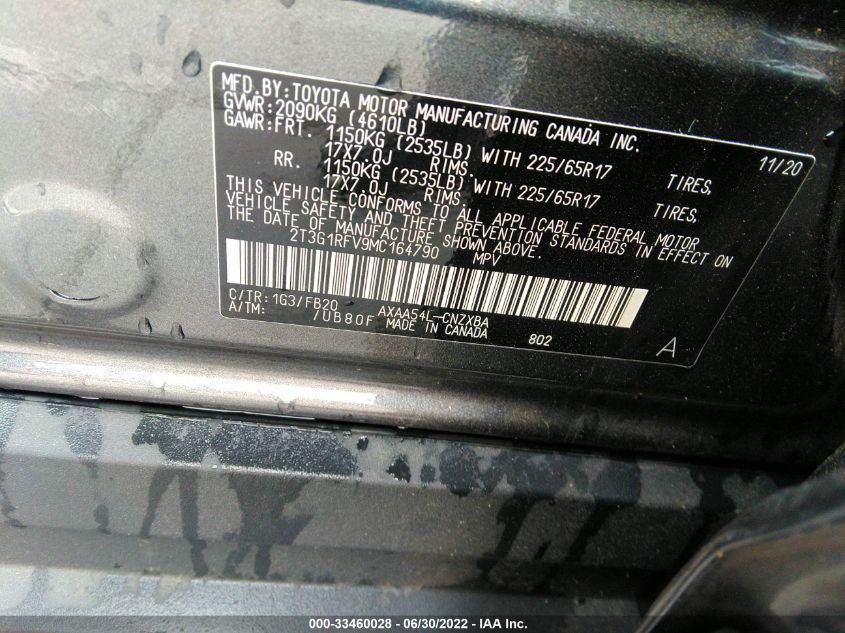 MFD.BY:TOYOTA MOTOR MANUFACTURING CANADA INC.
GVWR:2090KG (4610LB) 11/20
GAWR:FRT. 1150KG (2535LB) WITH 225/65R17 TIRES,
17X7.0J RIMS.
RR. 1150KG (2535LB) WITH 225/65R17 TIRES,
17X7.0J RIMS.
THIS VEHICLE CONFORMS TO ALL APPLICABLE FEDERAL MOTOR
VEHICLE SAFETY AND THEFT PREVENTION STANDARDS IN EFFECT ON
THE DATE OF MANUFACTURE SHOWN ABOVE.
2T3G1RFV9MC164790 MPV
C/TR:1G3/FB20 AXAA54L-CNZXBA
A/TM: /UB80F MADE IN CANADA 802 A
000-33460028 - 06/30/2022 - IAA Inc.